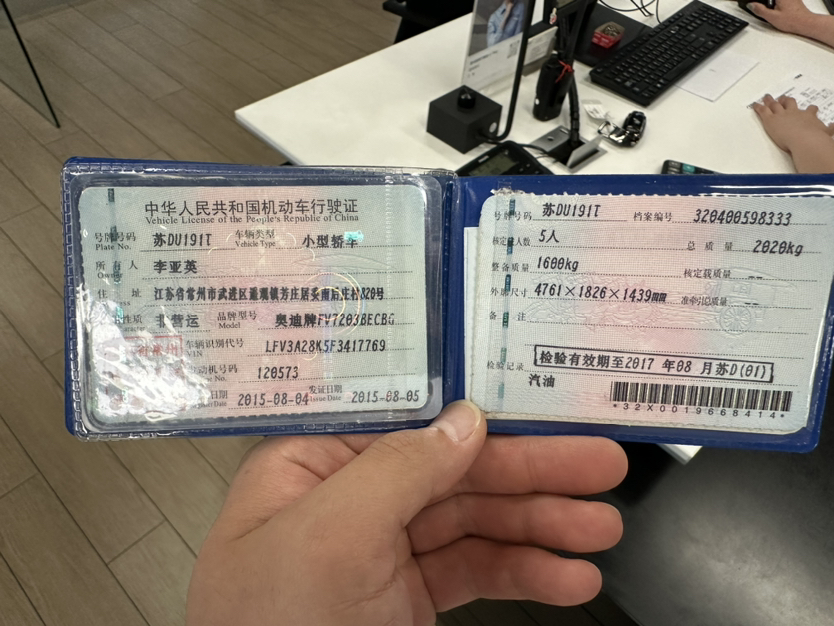 中华人民共和国机动车行驶证
Vehicle License of the People's Republic of China
号牌号码 苏DU191T 车辆类型 小型轿车
Plate No. Vehicle Type
所有人 李亚英
Owner
住 址 江苏省常州市武进区
性质 非营运 品牌型号 奥迪牌FV7203BECBG
Model
车辆识别代号 LFV3A28K5F3417769
VIN
动机号码 120573
日期 2015-08-04 发证日期 2015-08-05
Issue Date
号牌号码 苏DU191T 档案编号 320400598333
核定载人数 5人 总 质 量 2020kg
整备质量 1600kg 核定载质量 --
外廓尺寸 4761×1826×1439mm 准牵引总质量 --
备 注
检验记录 检验有效期至2017 年08 月苏D(01)
汽油
*32X0019668414*